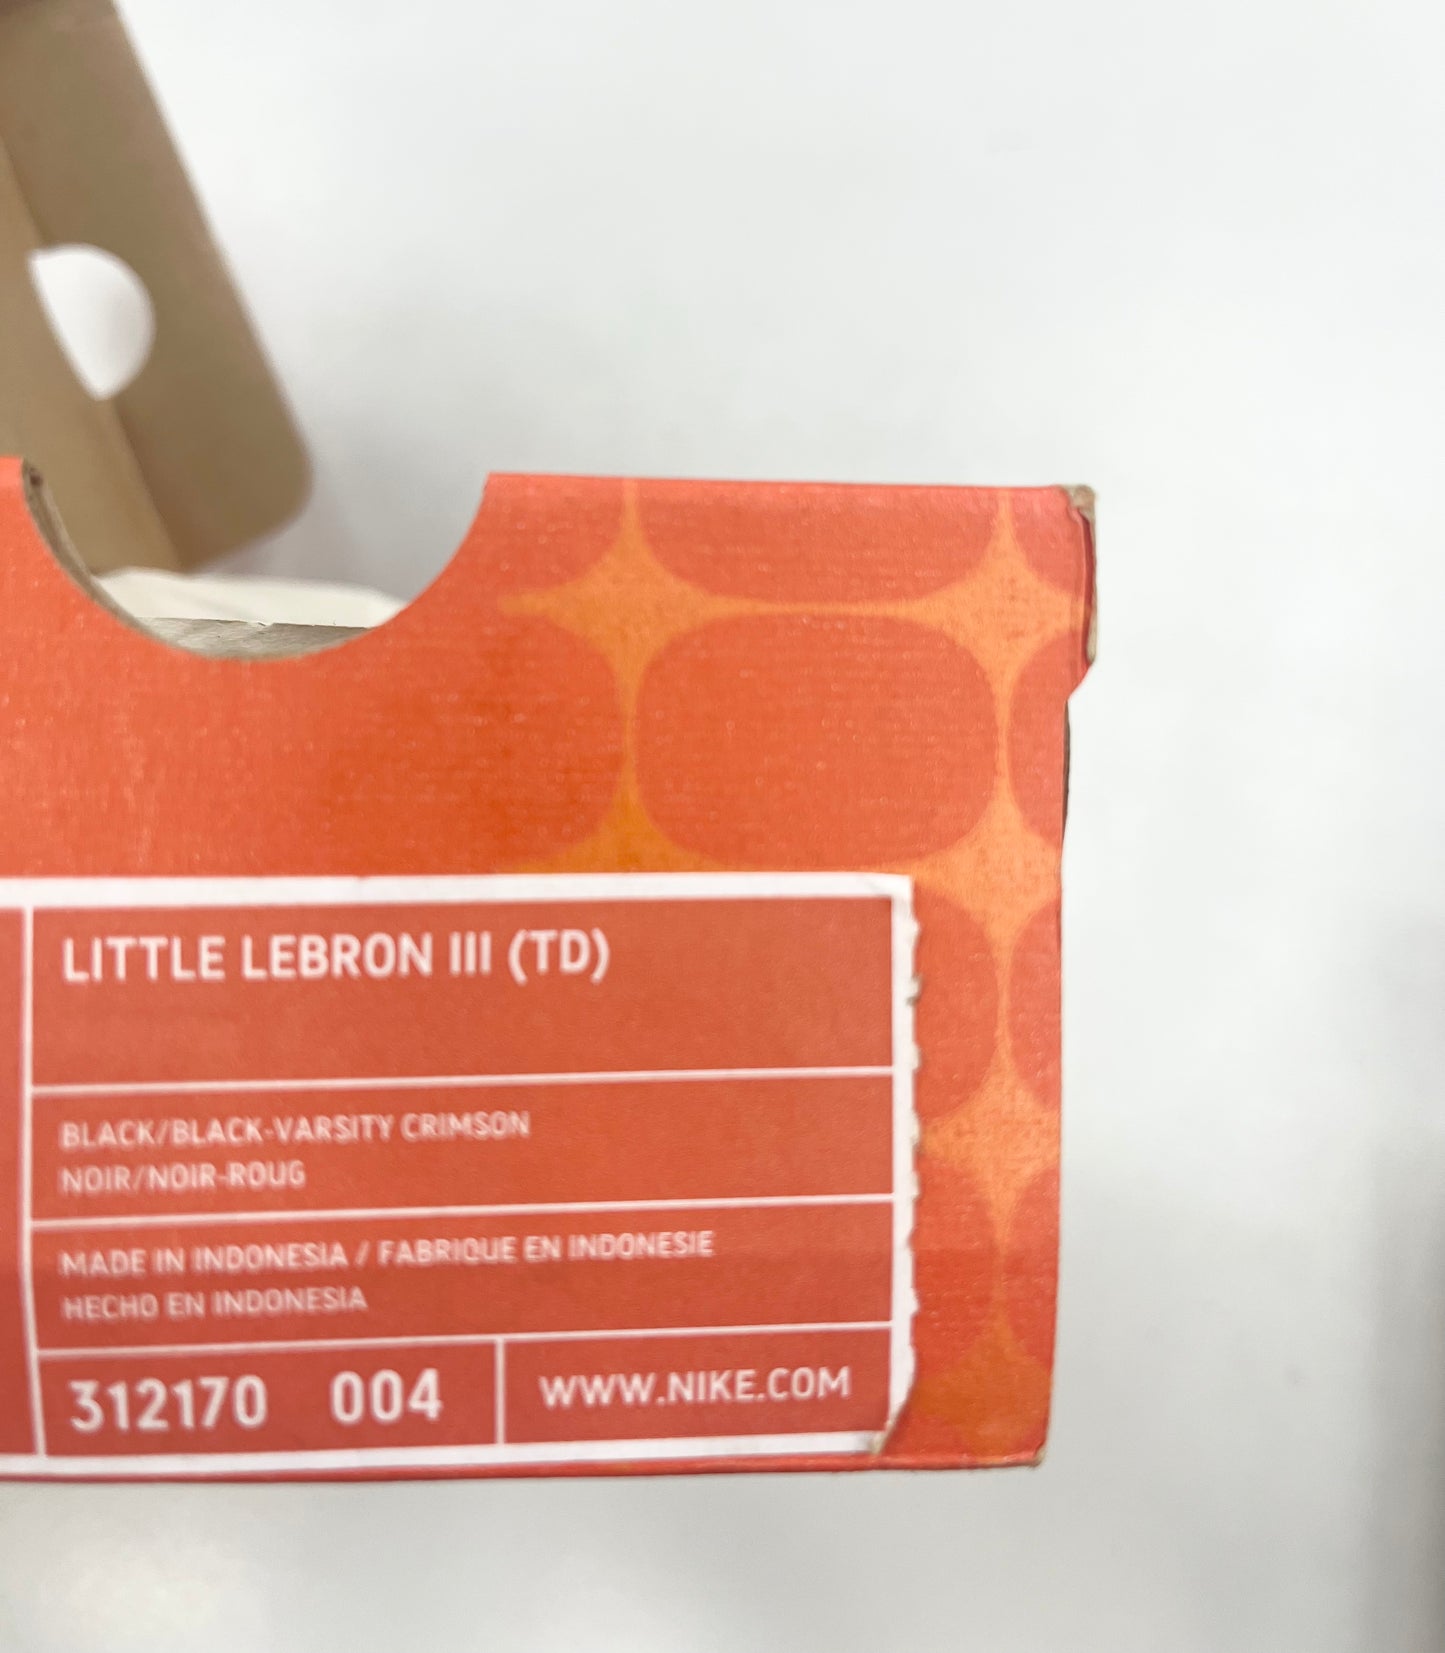 LITTLE LEBRON III (TD)
BLACK/BLACK-VARSITY CRIMSON
NOIR/NOIR-ROUG
MADE IN INDONESIA / FABRIQUE EN INDONESIE
HECHO EN INDONESIA
312170 004
WWW.NIKE.COM